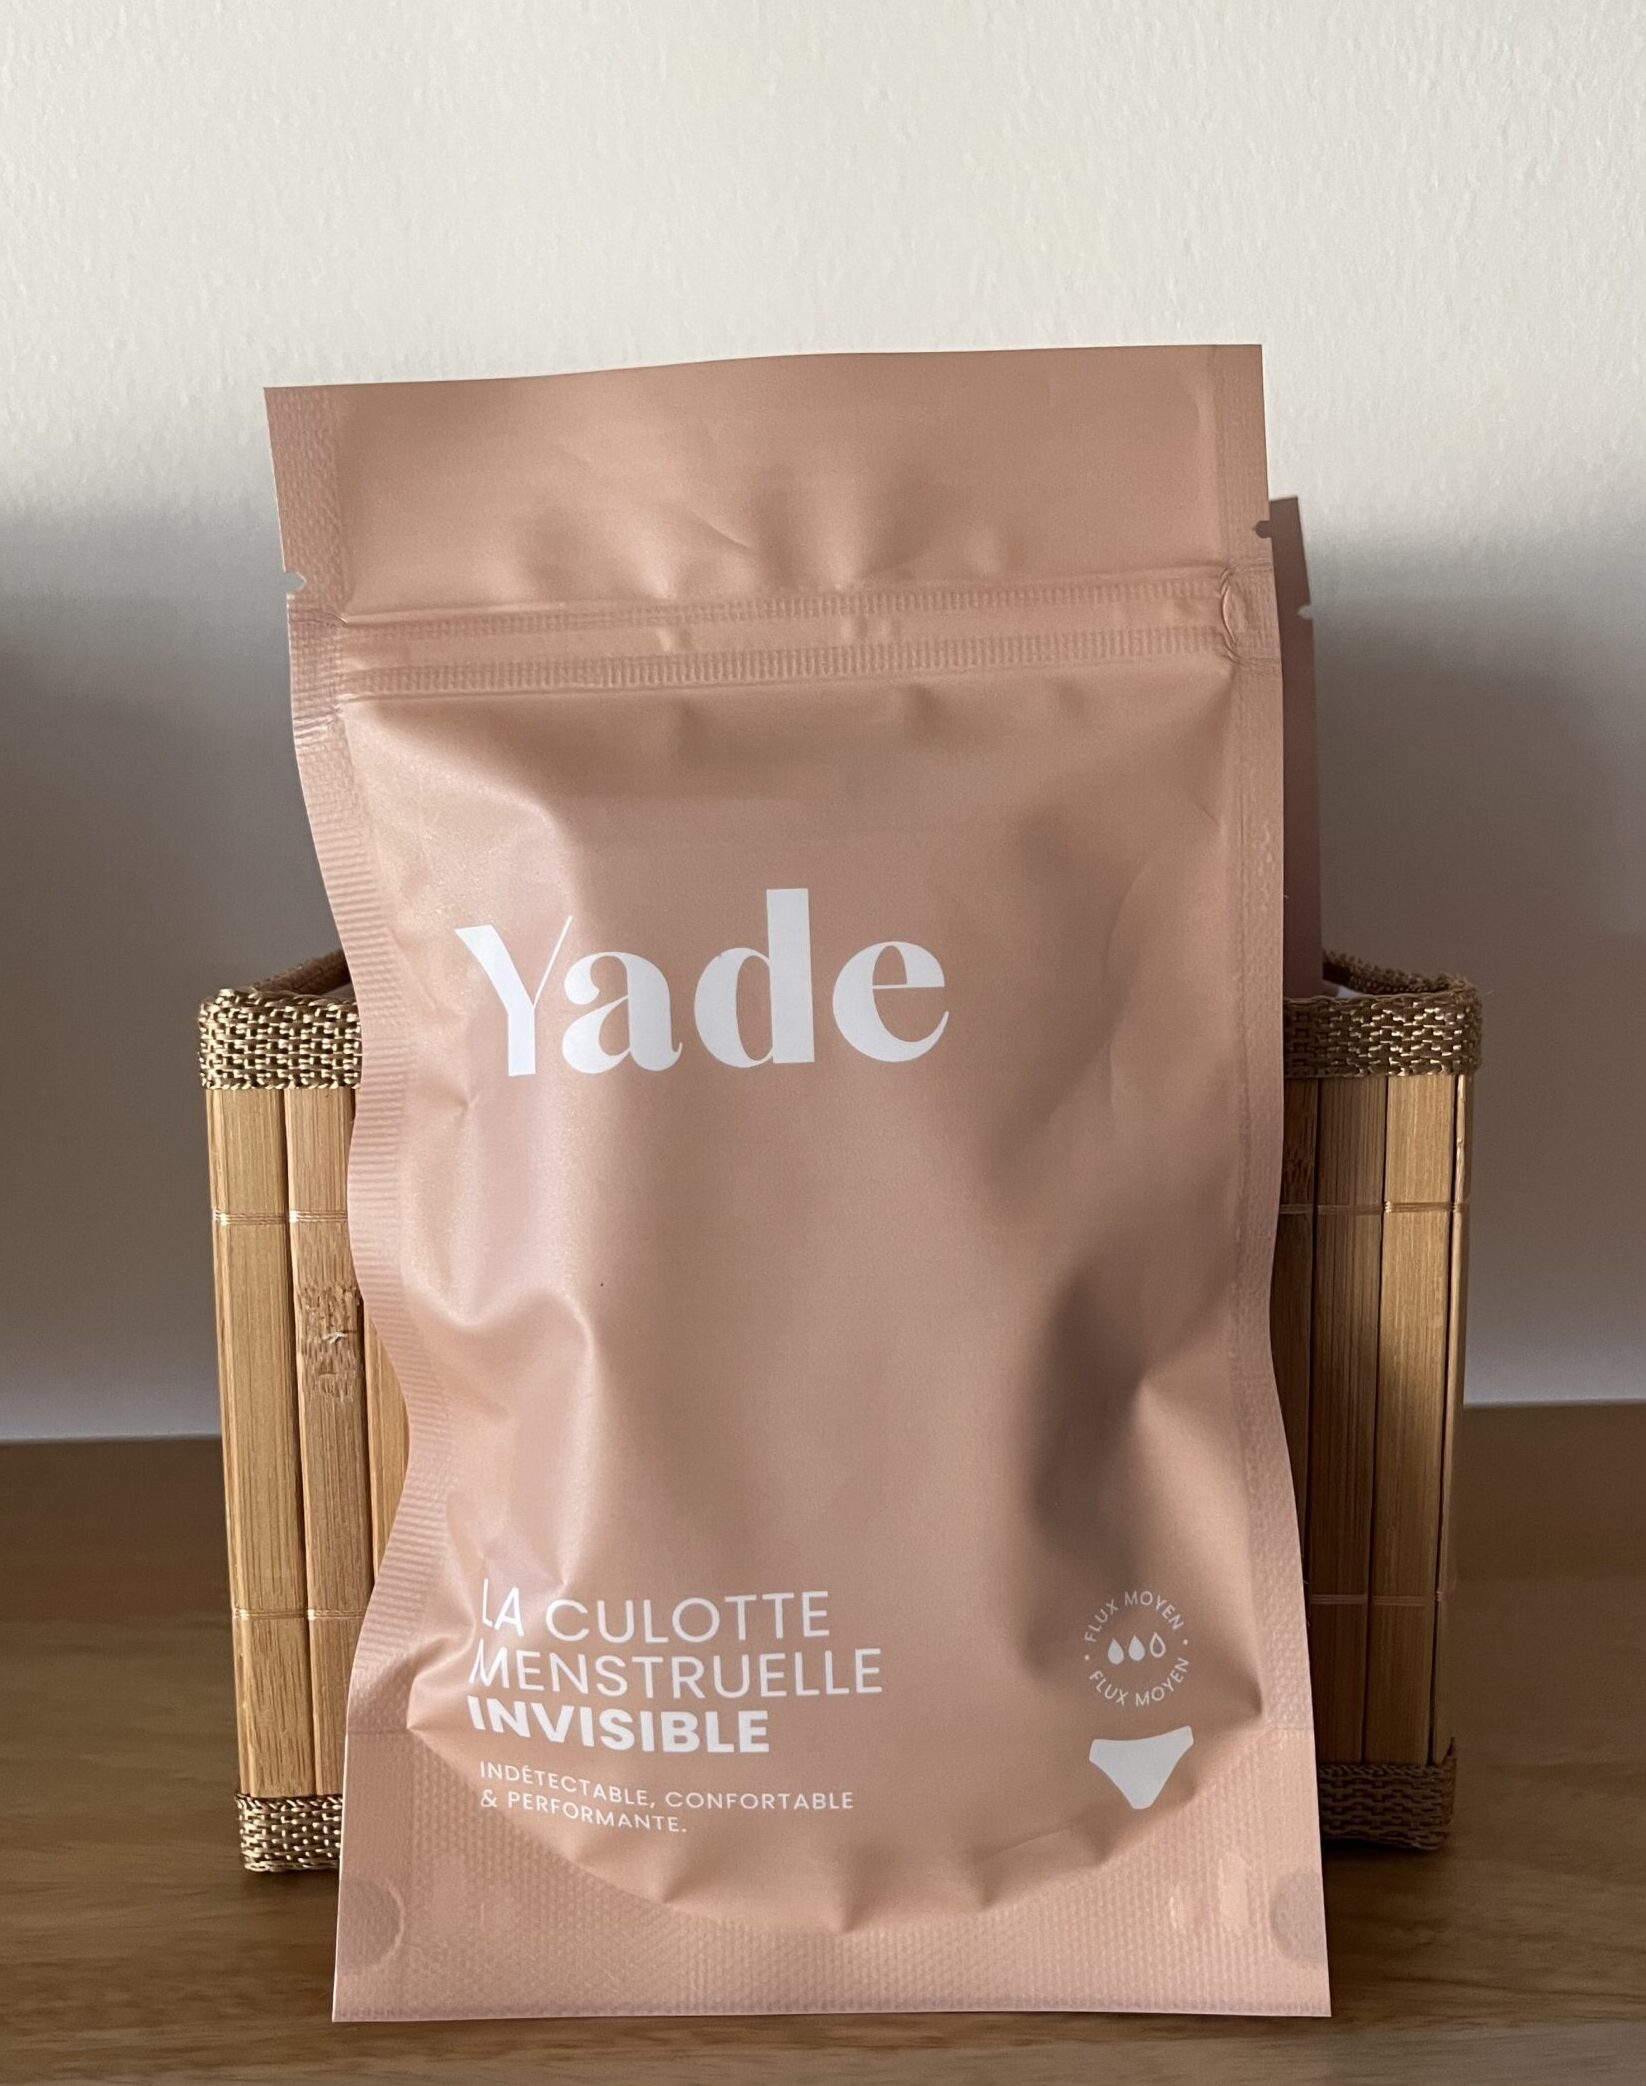 Yade
LA CULOTTE
MENSTRUELLE
INVISIBLE
INDÉTECTABLE, CONFORTABLE
& PERFORMANTE.
• FLUX MOYEN •
FLUX MOYEN